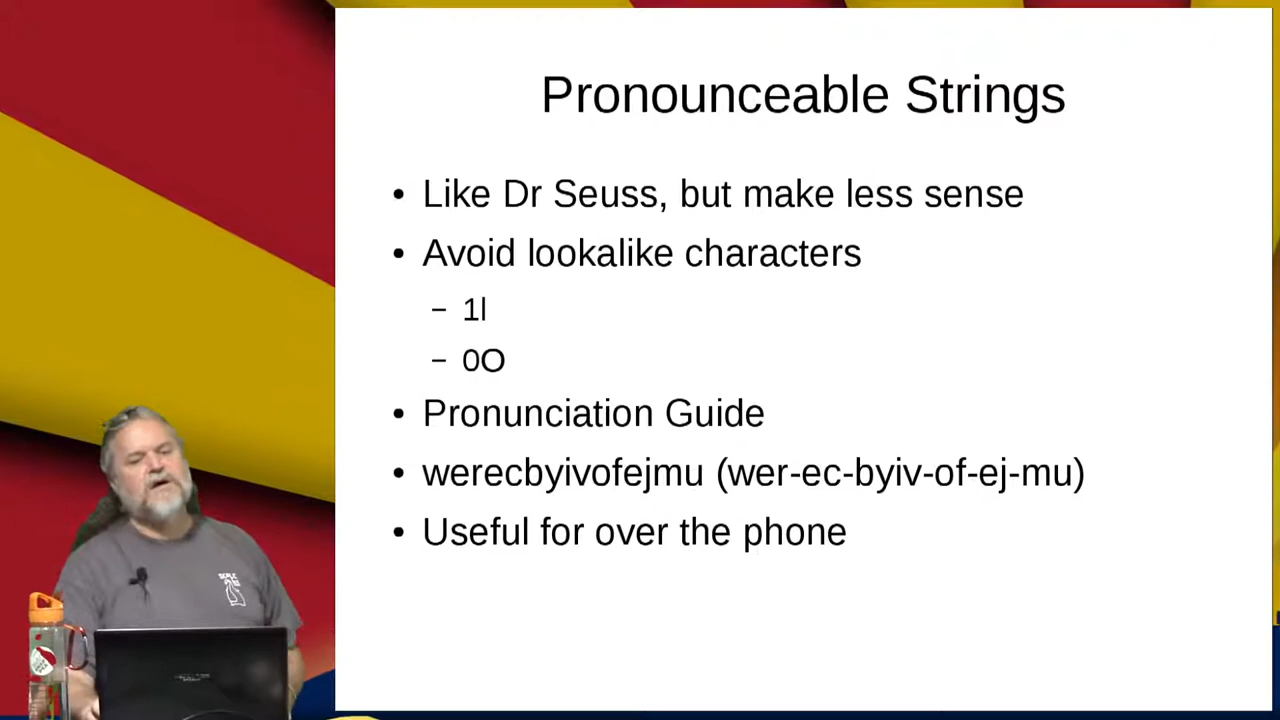 Pronounceable Strings
• Like Dr Seuss, but make less sense
• Avoid lookalike characters
– 1l
– 0O
• Pronunciation Guide
• werecbyivofejmu (wer-ec-byiv-of-ej-mu)
• Useful for over the phone